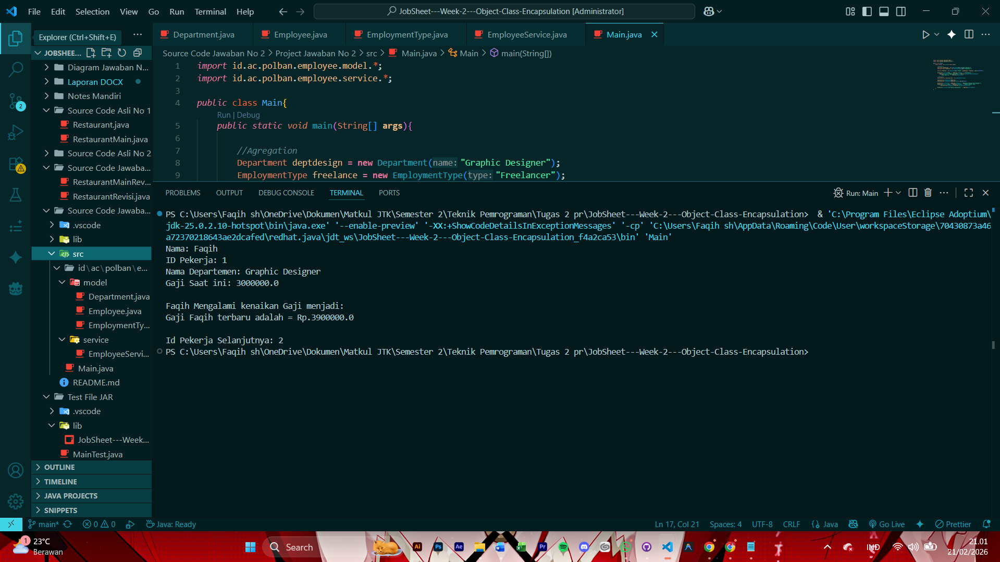 File Edit Selection View Go Run Terminal Help
JobSheet---Week-2---Object-Class-Encapsulation [Administrator]
Explorer (Ctrl+Shift+E)
Department.java
Employee.java
EmploymentType.java
EmployeeService.java
Main.java
JOBSHEE...
Diagram Jawaban N...
Laporan DOCX
Notes Mandiri
Source Code Asli No 1
Restaurant.java
RestaurantMain.java
Source Code Asli No 2
Source Code Jawaba...
RestaurantMainRev...
RestaurantRevisi.java
Source Code Jawaba...
.vscode
lib
src
id\ac\polban\e...
model
Department.java
Employee.java
EmploymentTy...
service
EmployeeServi...
Main.java
README.md
Test File JAR
.vscode
lib
JobSheet---Week...
MainTest.java
OUTLINE
TIMELINE
JAVA PROJECTS
SNIPPETS
2
Source Code Jawaban No 2 > Project Jawaban No 2 > src > Main.java > Main > main(String[])
1 import id.ac.polban.employee.model.*;
2 import id.ac.polban.employee.service.*;
3
4 public class Main{
Run | Debug
5 public static void main(String[] args){
6
7 //Agregation
8 Department deptdesign = new Department(name: "Graphic Designer");
9 EmploymentType freelance = new EmploymentType(type: "Freelancer");
PROBLEMS OUTPUT DEBUG CONSOLE TERMINAL PORTS
Run: Main
PS C:\Users\Faqih sh\OneDrive\Dokumen\Matkul JTK\Semester 2\Teknik Pemrograman\Tugas 2 pr\JobSheet---Week-2---Object-Class-Encapsulation> & 'C:\Program Files\Eclipse Adoptium\
jdk-25.0.2.10-hotspot\bin\java.exe' '--enable-preview' '-XX:+ShowCodeDetailsInExceptionMessages' '-cp' 'C:\Users\Faqih sh\AppData\Roaming\Code\User\workspaceStorage\70430873a46
a72370218643ae2dcafed\redhat.java\jdt_ws\JobSheet---Week-2---Object-Class-Encapsulation_f4a2ca53\bin' 'Main'
Nama: Faqih
ID Pekerja: 1
Nama Departemen: Graphic Designer
Gaji Saat ini: 3000000.0
Faqih Mengalami kenaikan Gaji menjadi:
Gaji Faqih terbaru adalah = Rp.3900000.0
Id Pekerja Selanjutnya: 2
PS C:\Users\Faqih sh\OneDrive\Dokumen\Matkul JTK\Semester 2\Teknik Pemrograman\Tugas 2 pr\JobSheet---Week-2---Object-Class-Encapsulation>
main* 0 0 Java: Ready
Ln 17, Col 21 Spaces: 4 UTF-8 CRLF Java Go Live Prettier
1
23°C
Berawan
Search
Ai Ps Ae Pr
IND
21.01
21/02/2026